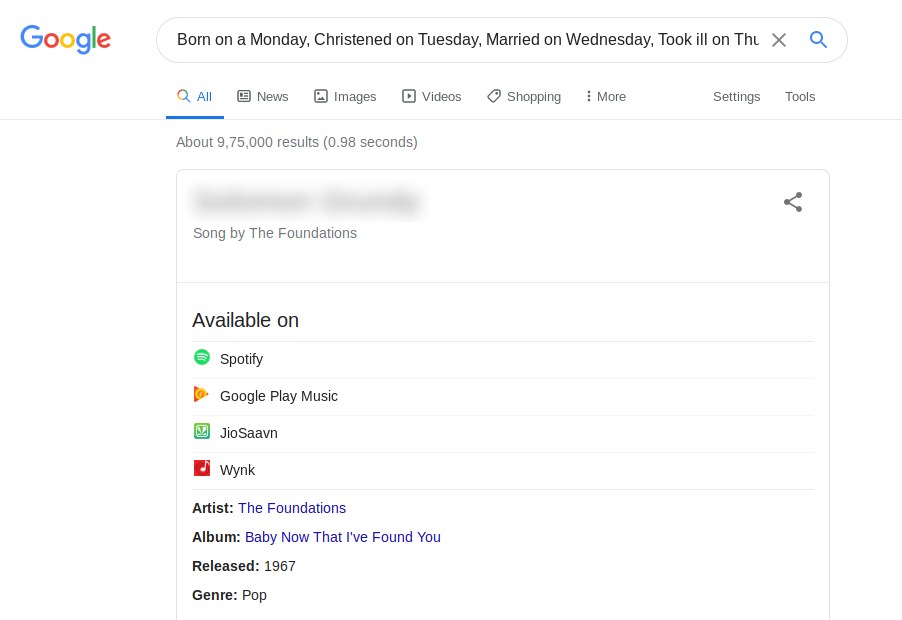 Google
Born on a Monday, Christened on Tuesday, Married on Wednesday, Took ill on Thu
All News Images Videos Shopping More Settings Tools
About 9,75,000 results (0.98 seconds)
Song by The Foundations
Available on
Spotify
Google Play Music
JioSaavn
Wynk
Artist: The Foundations
Album: Baby Now That I've Found You
Released: 1967
Genre: Pop